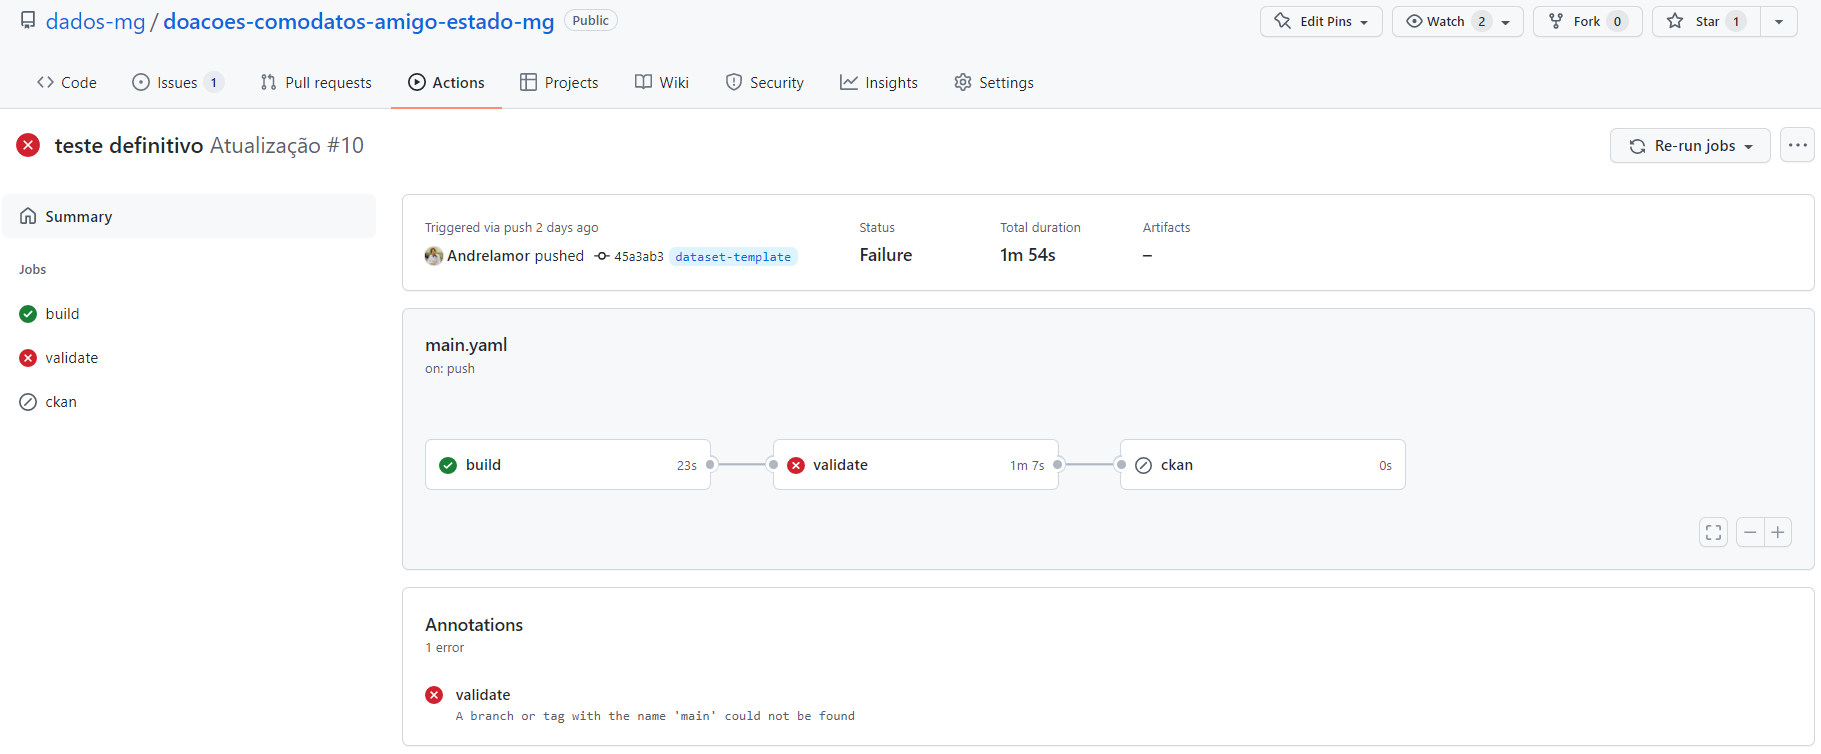 dados-mg / doacoes-comodatos-amigo-estado-mg Public
Edit Pins Watch 2 Fork 0 Star 1
Code Issues 1 Pull requests Actions Projects Wiki Security Insights Settings
teste definitivo Atualização #10
Re-run jobs
Summary
Jobs
build
validate
ckan
Triggered via push 2 days ago
Andrelamor pushed 45a3ab3 dataset-template
Status
Failure
Total duration
1m 54s
Artifacts
–
main.yaml
on: push
build 23s
validate 1m 7s
ckan 0s
Annotations
1 error
validate
A branch or tag with the name 'main' could not be found